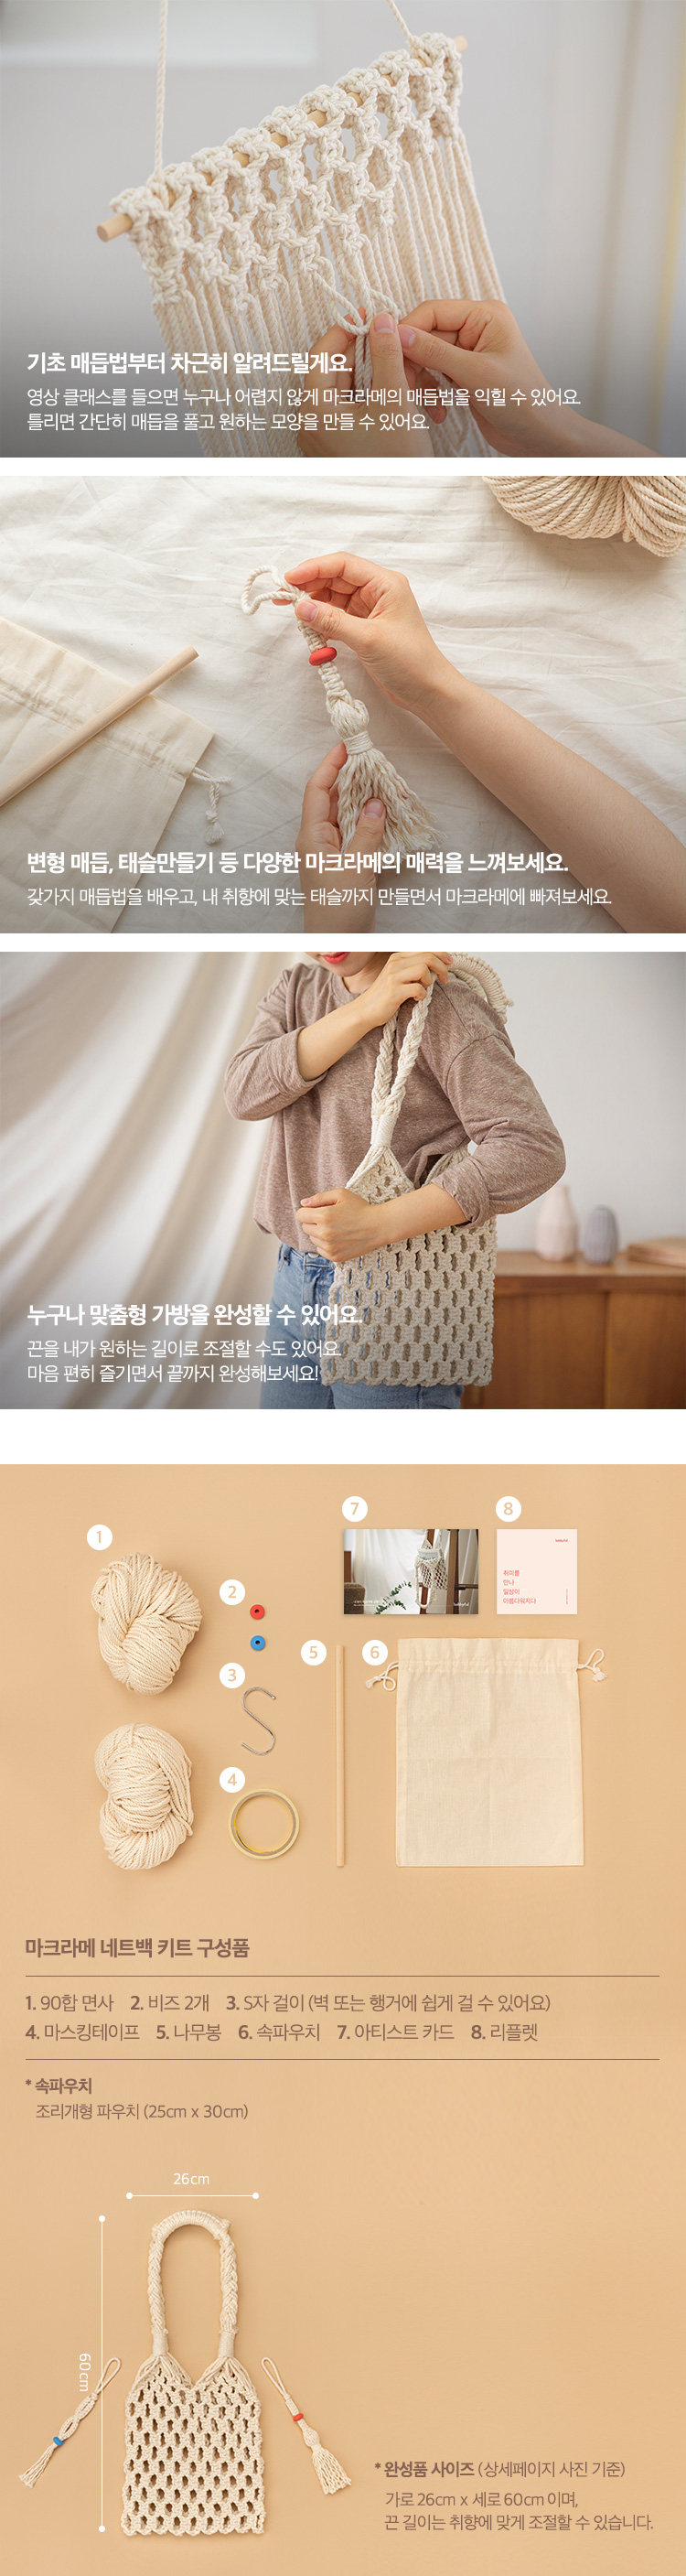 기초 매듭법부터 차근히 알려드릴게요.
영상 클래스를 들으면 누구나 어렵지 않게 마크라메의 매듭법을 익힐 수 있어요.
틀리면 간단히 매듭을 풀고 원하는 모양을 만들 수 있어요.
변형 매듭, 태슬만들기 등 다양한 마크라메의 매력을 느껴보세요.
갖가지 매듭법을 배우고, 내 취향에 맞는 태슬까지 만들면서 마크라메에 빠져보세요.
누구나 맞춤형 가방을 완성할 수 있어요.
끈을 내가 원하는 길이로 조절할 수도 있어요.
마음 편히 즐기면서 끝까지 완성해보세요!
1
2
3
4
5
6
7
8
hobbyful
hobbyful
취미를
만나
일상이
아름다워지다
마크라메 네트백 키트 구성품
1. 90합 면사 2. 비즈 2개 3. S자 걸이 (벽 또는 행거에 쉽게 걸 수 있어요)
4. 마스킹테이프 5. 나무봉 6. 속파우치 7. 아티스트 카드 8. 리플렛
* 속파우치
조리개형 파우치 (25cm x 30cm)
26cm
60cm
* 완성품 사이즈 (상세페이지 사진 기준)
가로 26cm x 세로 60cm 이며,
끈 길이는 취향에 맞게 조절할 수 있습니다.